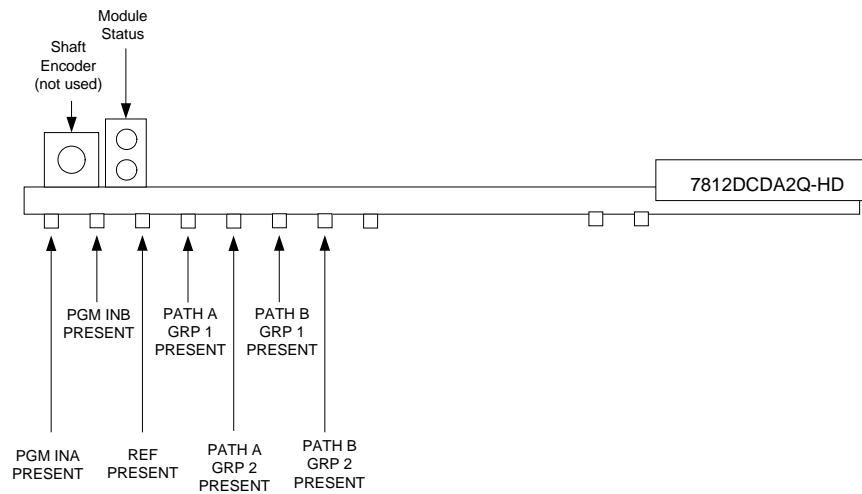 Module
Status
Shaft
Encoder
(not used)
7812DCDA2Q-HD
PGM INB
PRESENT
PATH A
GRP 1
PRESENT
PATH B
GRP 1
PRESENT
PGM INA
PRESENT
REF
PRESENT
PATH A
GRP 2
PRESENT
PATH B
GRP 2
PRESENT